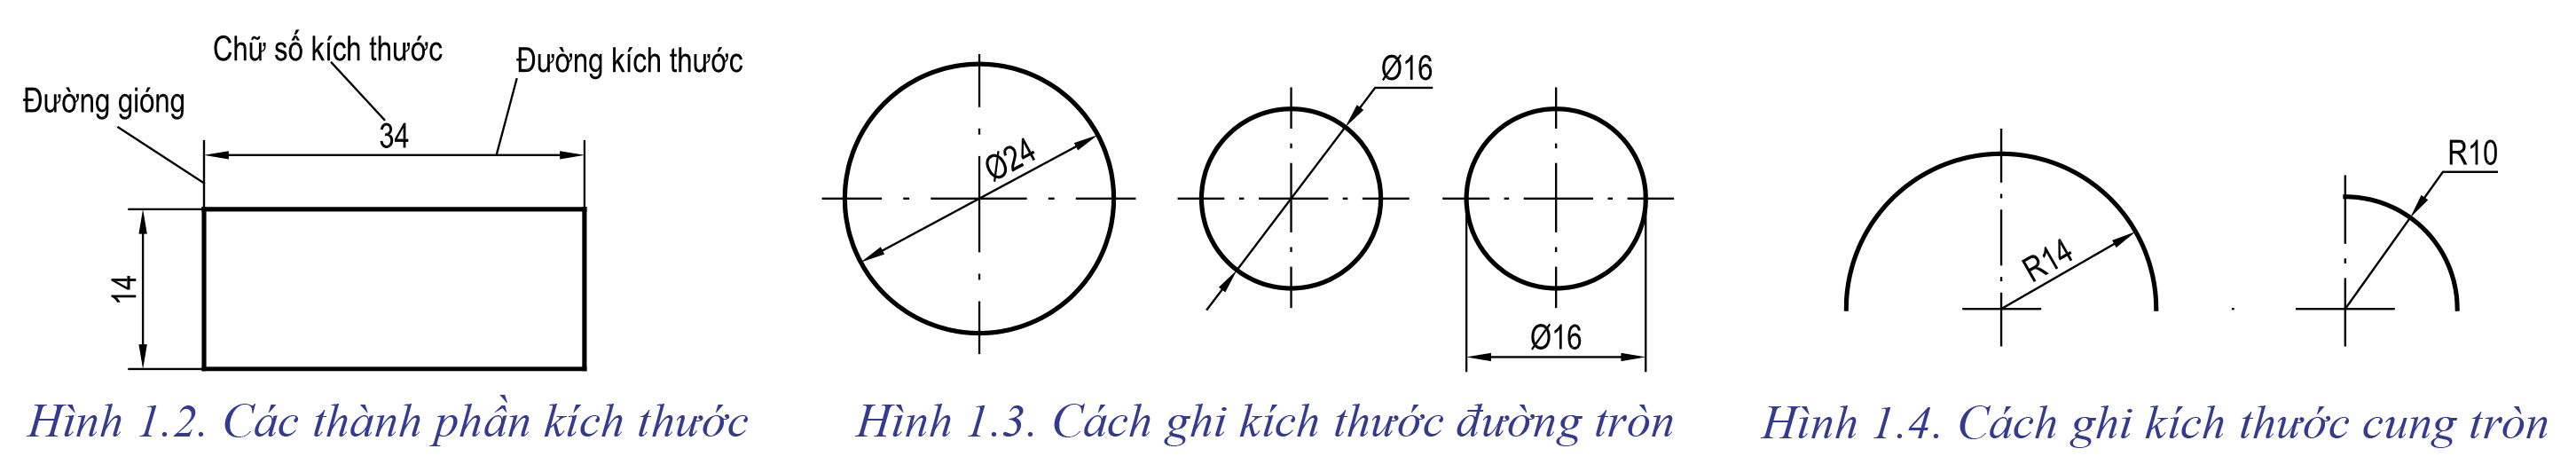 Chữ số kích thước
Đường kích thước
Đường gióng
34
14
Hình 1.2. Các thành phần kích thước
Ø24
Ø16
Ø16
Hình 1.3. Cách ghi kích thước đường tròn
R14
R10
Hình 1.4. Cách ghi kích thước cung tròn